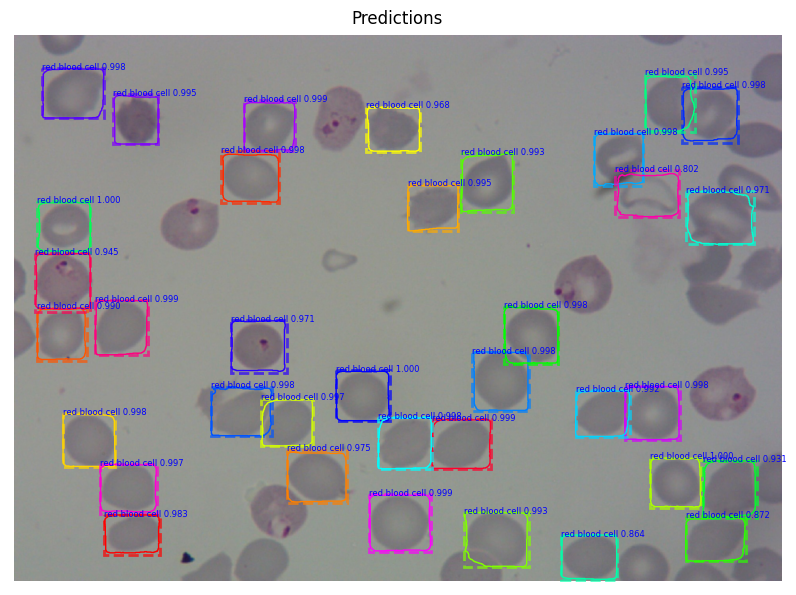 Predictions
red blood cell 0.998
red blood cell 0.995
red blood cell 0.999
red blood cell 0.968
red blood cell 0.995
red blood cell 0.998
red blood cell 0.998
red blood cell 0.998
red blood cell 0.993
red blood cell 0.802
red blood cell 0.995
red blood cell 0.971
red blood cell 1.000
red blood cell 0.945
red blood cell 0.990
red blood cell 0.999
red blood cell 0.998
red blood cell 0.971
red blood cell 0.998
red blood cell 1.000
red blood cell 0.998
red blood cell 0.992
red blood cell 0.998
red blood cell 0.997
red blood cell 0.998
red blood cell 0.998
red blood cell 0.999
red blood cell 0.975
red blood cell 1.000
red blood cell 0.931
red blood cell 0.997
red blood cell 0.999
red blood cell 0.983
red blood cell 0.993
red blood cell 0.872
red blood cell 0.864